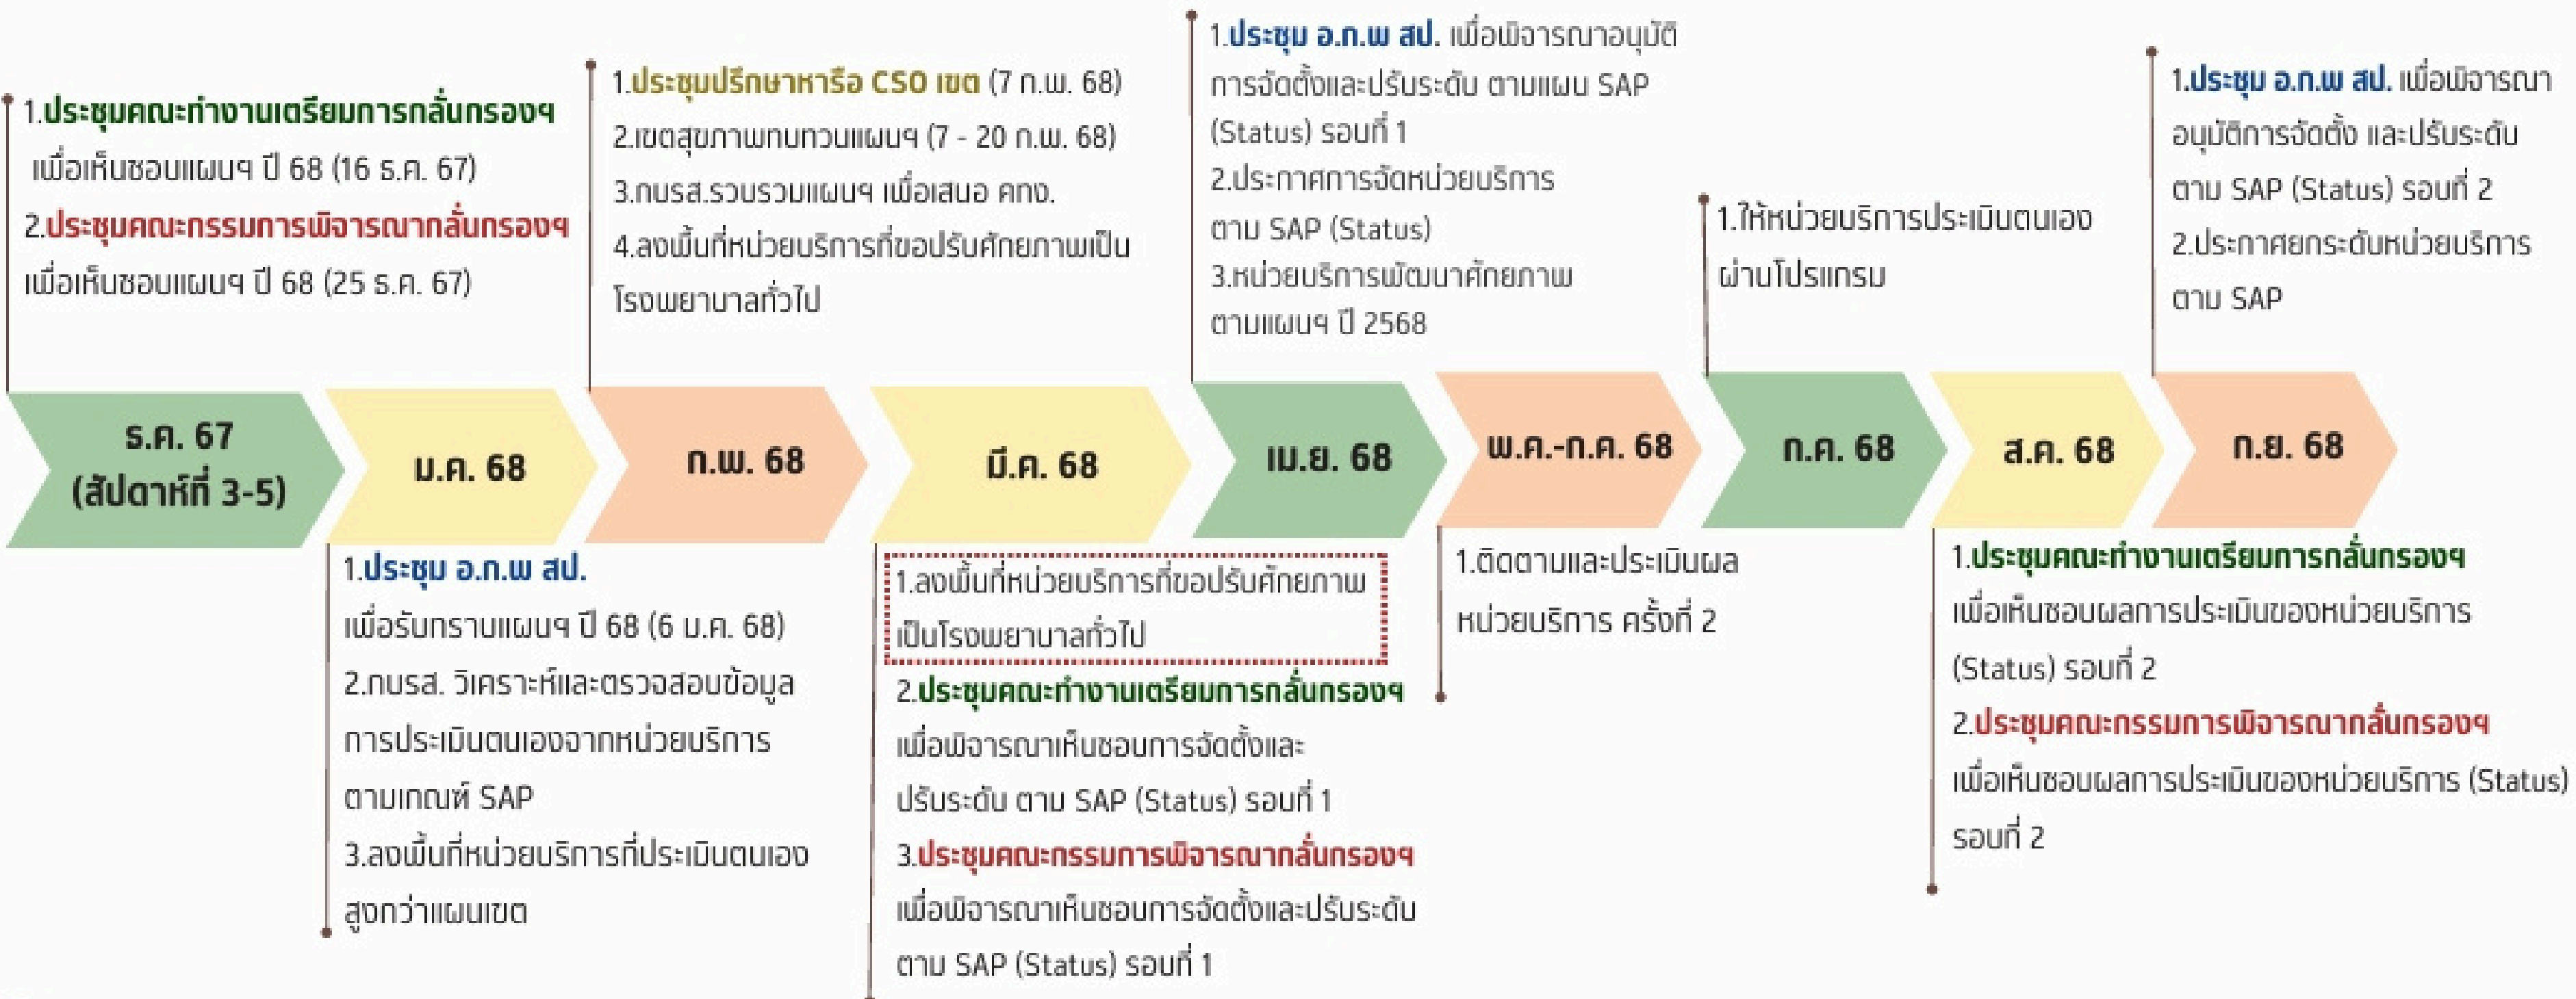 1.ประชุมคณะทำงานเตรียมการกลั่นกรองฯ
เพื่อเห็นชอบแผนฯ ปี 68 (16 ธ.ค. 67)
2.ประชุมคณะกรรมการพิจารณากลั่นกรองฯ
เพื่อเห็นชอบแผนฯ ปี 68 (25 ธ.ค. 67)
1.ประชุมปรึกษาหารือ CSO เขต (7 ก.พ. 68)
2.เขตสุขภาพทบทวนแผนฯ (7 - 20 ก.พ. 68)
3.กบรส.รวบรวมแผนฯ เพื่อเสนอ คทง.
4.ลงพื้นที่หน่วยบริการที่ขอปรับศักยภาพเป็น
โรงพยาบาลทั่วไป
1.ประชุม อ.ก.พ สป. เพื่อพิจารณาอนุมัติ
การจัดตั้งและปรับระดับ ตามแผน SAP
(Status) รอบที่ 1
2.ประกาศการจัดหน่วยบริการ
ตาม SAP (Status)
3.หน่วยบริการพัฒนาศักยภาพ
ตามแผนฯ ปี 2568
1.ให้หน่วยบริการประเมินตนเอง
ผ่านโปรแกรม
1.ประชุม อ.ก.พ สป. เพื่อพิจารณา
อนุมัติการจัดตั้ง และปรับระดับ
ตาม SAP (Status) รอบที่ 2
2.ประกาศยกระดับหน่วยบริการ
ตาม SAP
ธ.ค. 67
(สัปดาห์ที่ 3-5)
ม.ค. 68
ก.พ. 68
มี.ค. 68
เม.ย. 68
พ.ค.-ก.ค. 68
ก.ค. 68
ส.ค. 68
ก.ย. 68
1.ประชุม อ.ก.พ สป.
เพื่อรับทราบแผนฯ ปี 68 (6 ม.ค. 68)
2.กบรส. วิเคราะห์และตรวจสอบข้อมูล
การประเมินตนเองจากหน่วยบริการ
ตามเกณฑ์ SAP
3.ลงพื้นที่หน่วยบริการที่ประเมินตนเอง
สูงกว่าแผนเขต
1.ลงพื้นที่หน่วยบริการที่ขอปรับศักยภาพ
เป็นโรงพยาบาลทั่วไป
2.ประชุมคณะทำงานเตรียมการกลั่นกรองฯ
เพื่อพิจารณาเห็นชอบการจัดตั้งและ
ปรับระดับ ตาม SAP (Status) รอบที่ 1
3.ประชุมคณะกรรมการพิจารณากลั่นกรองฯ
เพื่อพิจารณาเห็นชอบการจัดตั้งและปรับระดับ
ตาม SAP (Status) รอบที่ 1
1.ติดตามและประเมินผล
หน่วยบริการ ครั้งที่ 2
1.ประชุมคณะทำงานเตรียมการกลั่นกรองฯ
เพื่อเห็นชอบผลการประเมินของหน่วยบริการ
(Status) รอบที่ 2
2.ประชุมคณะกรรมการพิจารณากลั่นกรองฯ
เพื่อเห็นชอบผลการประเมินของหน่วยบริการ (Status)
รอบที่ 2